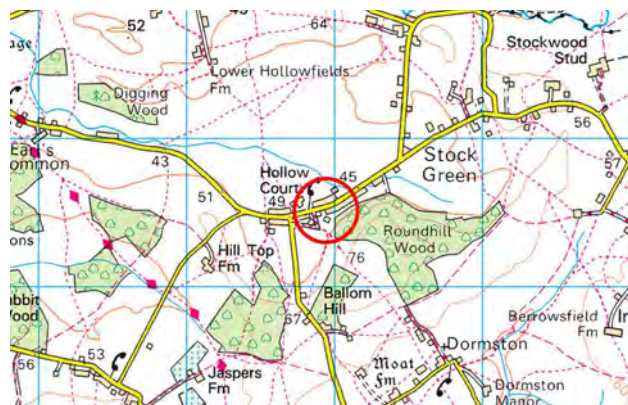 52
64
Lower Hollowfields
Fm
Stockwood
Stud
Digging
Wood
Earl's
Common
43
56
57
Stock
Green
Hollow
Court
45
51
49
Roundhill
Wood
Hill Top
Fm
76
Ballom
Hill
67
Berrowsfield
Fm
Dormston
53
56
Jaspers
Fm
Moat
Fm
Dormston
Manor